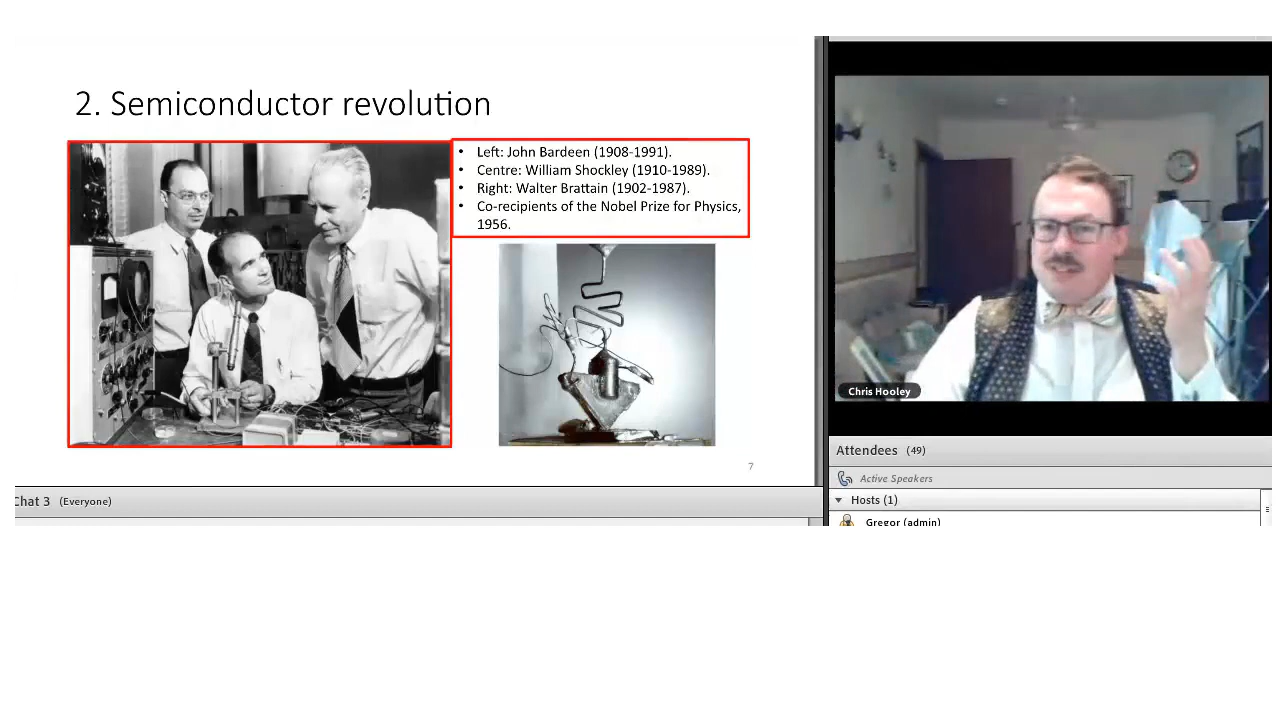 2. Semiconductor revolution
• Left: John Bardeen (1908-1991).
• Centre: William Shockley (1910-1989).
• Right: Walter Brattain (1902-1987).
• Co-recipients of the Nobel Prize for Physics,
1956.
7
Chat 3 (Everyone)
Chris Hooley
Attendees (49)
Active Speakers
Hosts (1)
Gregor (admin)